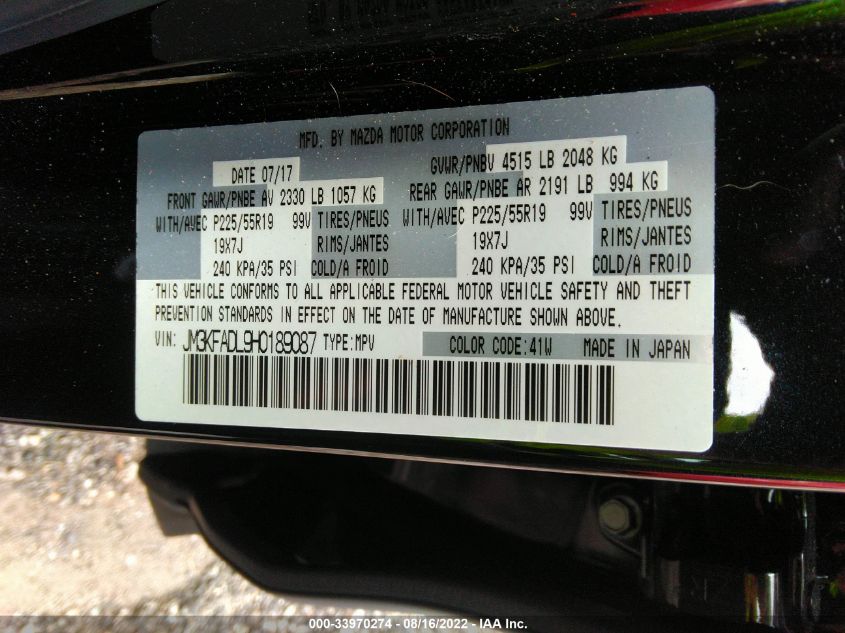 MFD. BY MAZDA MOTOR CORPORATION
DATE 07/17 GVWR/PNBV 4515 LB 2048 KG
FRONT GAWR/PNBE AV 2330 LB 1057 KG REAR GAWR/PNBE AR 2191 LB 994 KG
WITH/AVEC P225/55R19 99V TIRES/PNEUS WITH/AVEC P225/55R19 99V TIRES/PNEUS
19X7J RIMS/JANTES 19X7J RIMS/JANTES
240 KPA/35 PSI COLD/A FROID 240 KPA/35 PSI COLD/A FROID
THIS VEHICLE CONFORMS TO ALL APPLICABLE FEDERAL MOTOR VEHICLE SAFETY AND THEFT
PREVENTION STANDARDS IN EFFECT ON THE DATE OF MANUFACTURE SHOWN ABOVE.
VIN: JM3KFADL9H0189087 TYPE:MPV COLOR CODE:41W MADE IN JAPAN
000-33970274 - 08/16/2022 - IAA Inc.